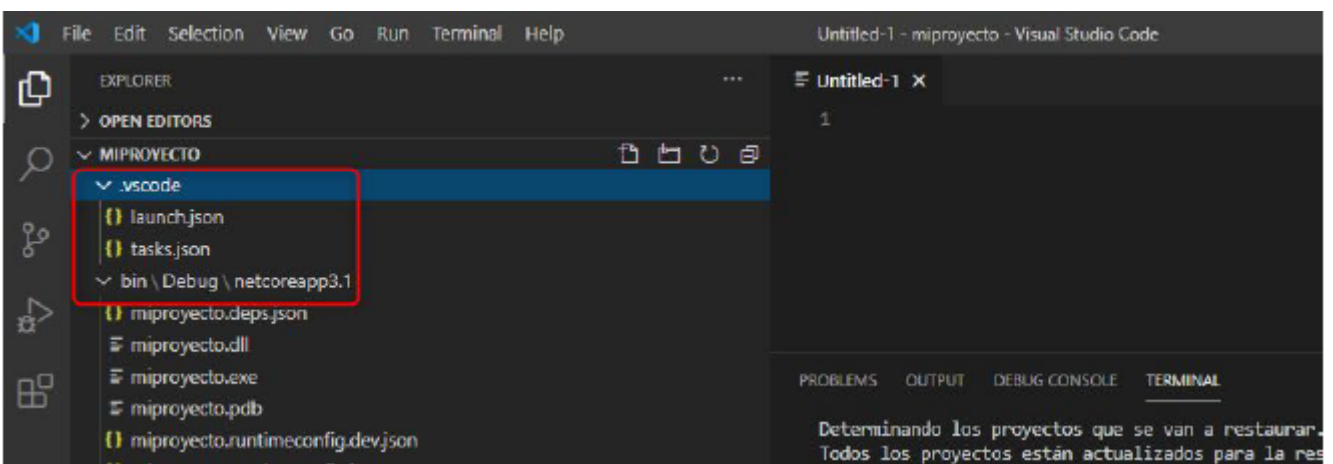 File Edit Selection View Go Run Terminal Help
Untitled-1 - miproyecto - Visual Studio Code
EXPLORER
OPEN EDITORS
MIPROYECTO
.vscode
launch.json
tasks.json
bin \ Debug \ netcoreapp3.1
miproyecto.deps.json
miproyecto.dll
miproyecto.exe
miproyecto.pdb
miproyecto.runtimeconfig.dev.json
Untitled-1
1
PROBLEMS OUTPUT DEBUG CONSOLE TERMINAL
Determinando los proyectos que se van a restaurar.
Todos los proyectos están actualizados para la res